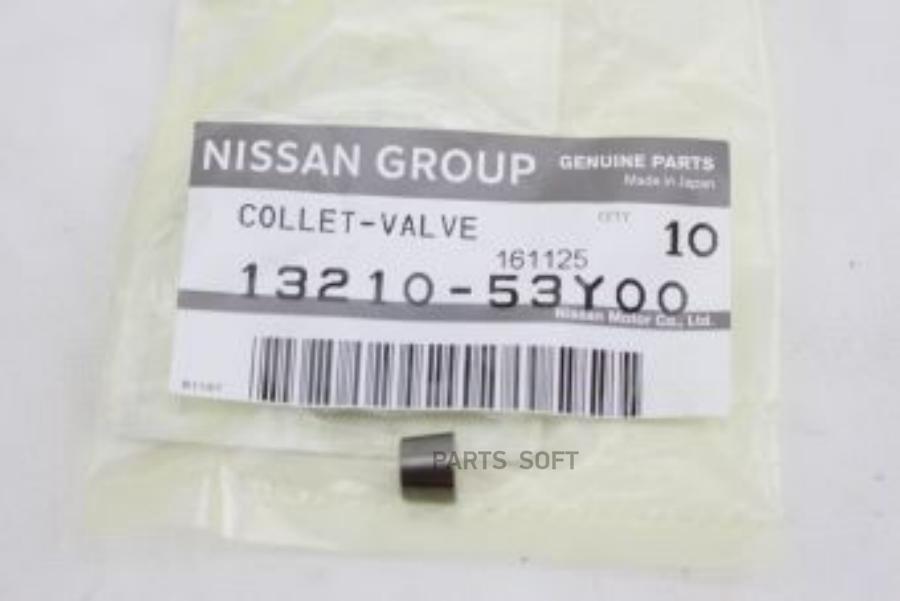 NISSAN GROUP GENUINE PARTS
Made in Japan
COLLET-VALVE QTY 10
161125
13210-53Y00
Nissan Motor Co., Ltd.
PARTS SOFT